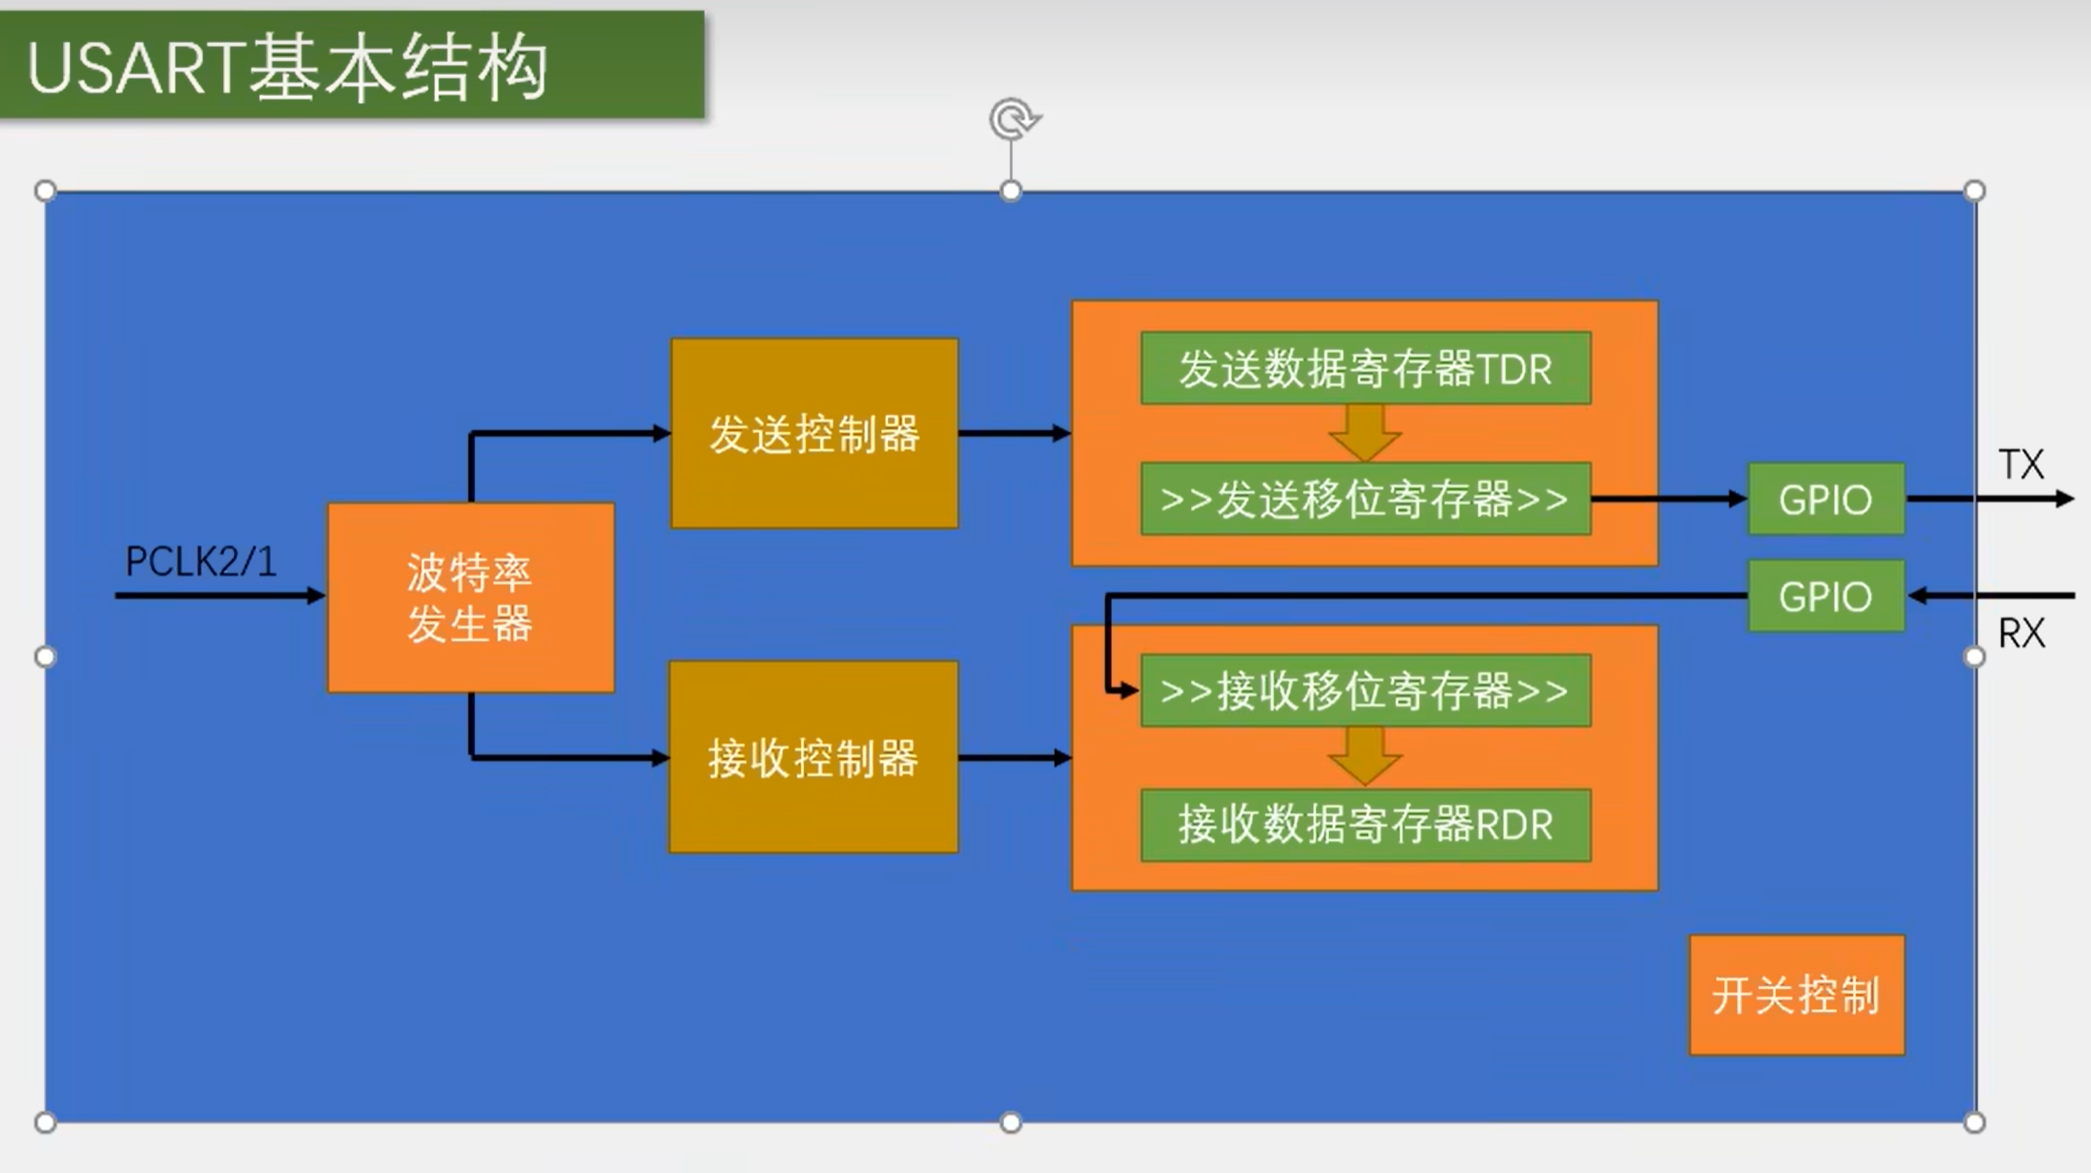 USART基本结构
发送数据寄存器TDR
发送控制器
TX
>>发送移位寄存器>>
GPIO
PCLK2/1
波特率
发生器
GPIO
RX
>>接收移位寄存器>>
接收控制器
接收数据寄存器RDR
开关控制